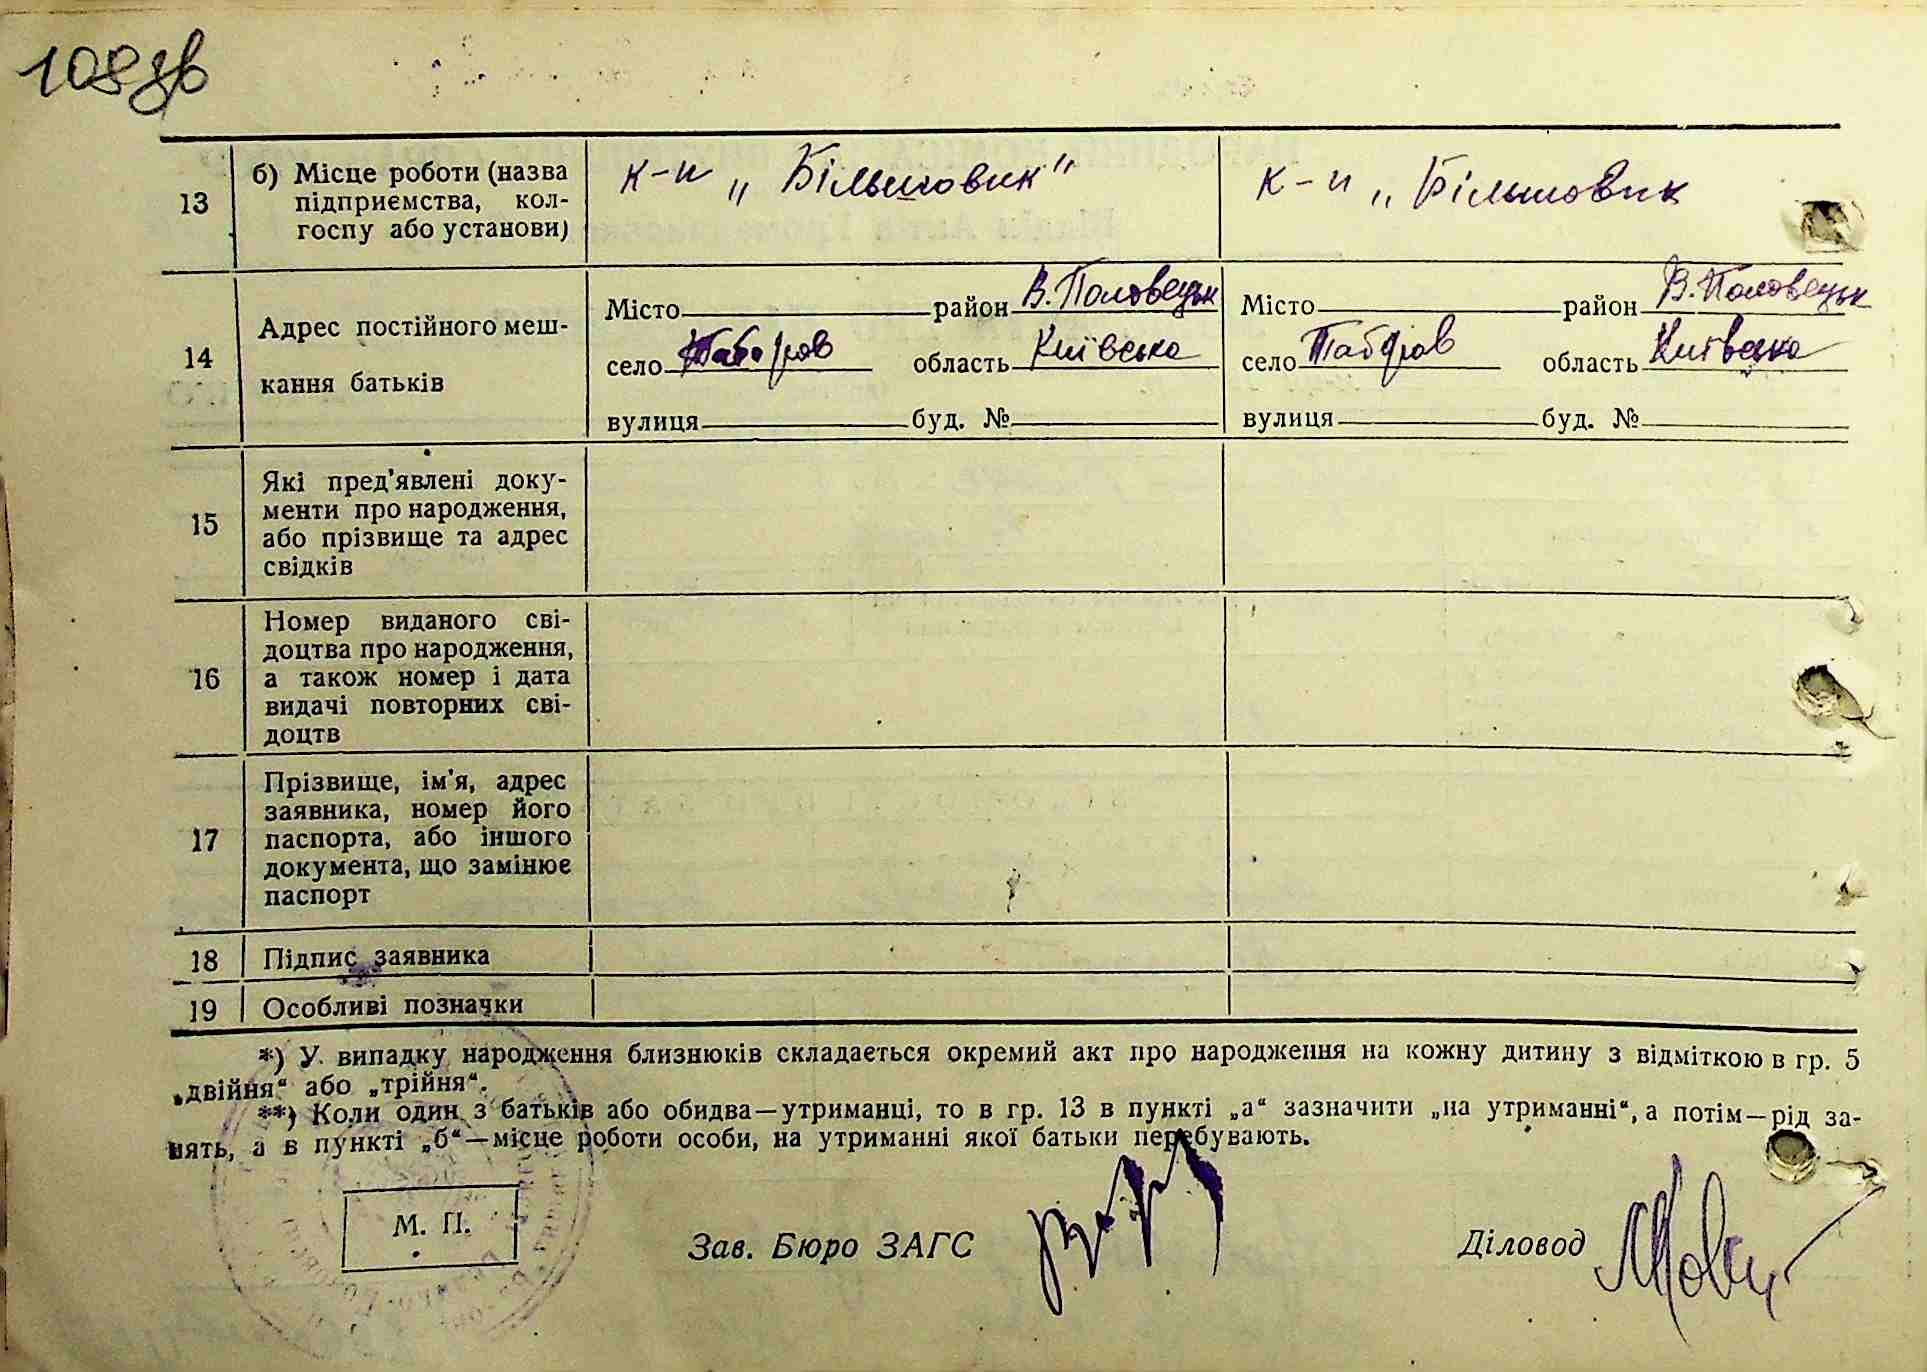 108 зв
13
б) Місце роботи (назва
підприємства, кол-
госпу або установи)
к-п „Більшовик"
к-п „Більшовик
14
Адрес постійного меш-
кання батьків
Місто район В. Половецьк
село Таборов область Київська
вулиця буд. №
Місто район В. Половецьк
село Таборов область Київська
вулиця буд. №
15
Які пред'явлені доку-
менти про народження,
або прізвище та адрес
свідків
16
Номер виданого сві-
доцтва про народження,
а також номер і дата
видачі повторних сві-
доцтв
17
Прізвище, ім'я, адрес
заявника, номер його
паспорта, або іншого
документа, що замінює
паспорт
18 Підпис заявника
19 Особливі позначки
*) У випадку народження близнюків складається окремий акт про народження на кожну дитину з відміткою в гр. 5
„двійня“ або „трійня“.
**) Коли один з батьків або обидва—утриманці, то в гр. 13 в пункті „а“ зазначити „на утриманні“, а потім—рід за-
нять, а в пункті „б“—місце роботи особи, на утриманні якої батьки перебувають.
М. П.
Зав. Бюро ЗАГС
Діловод